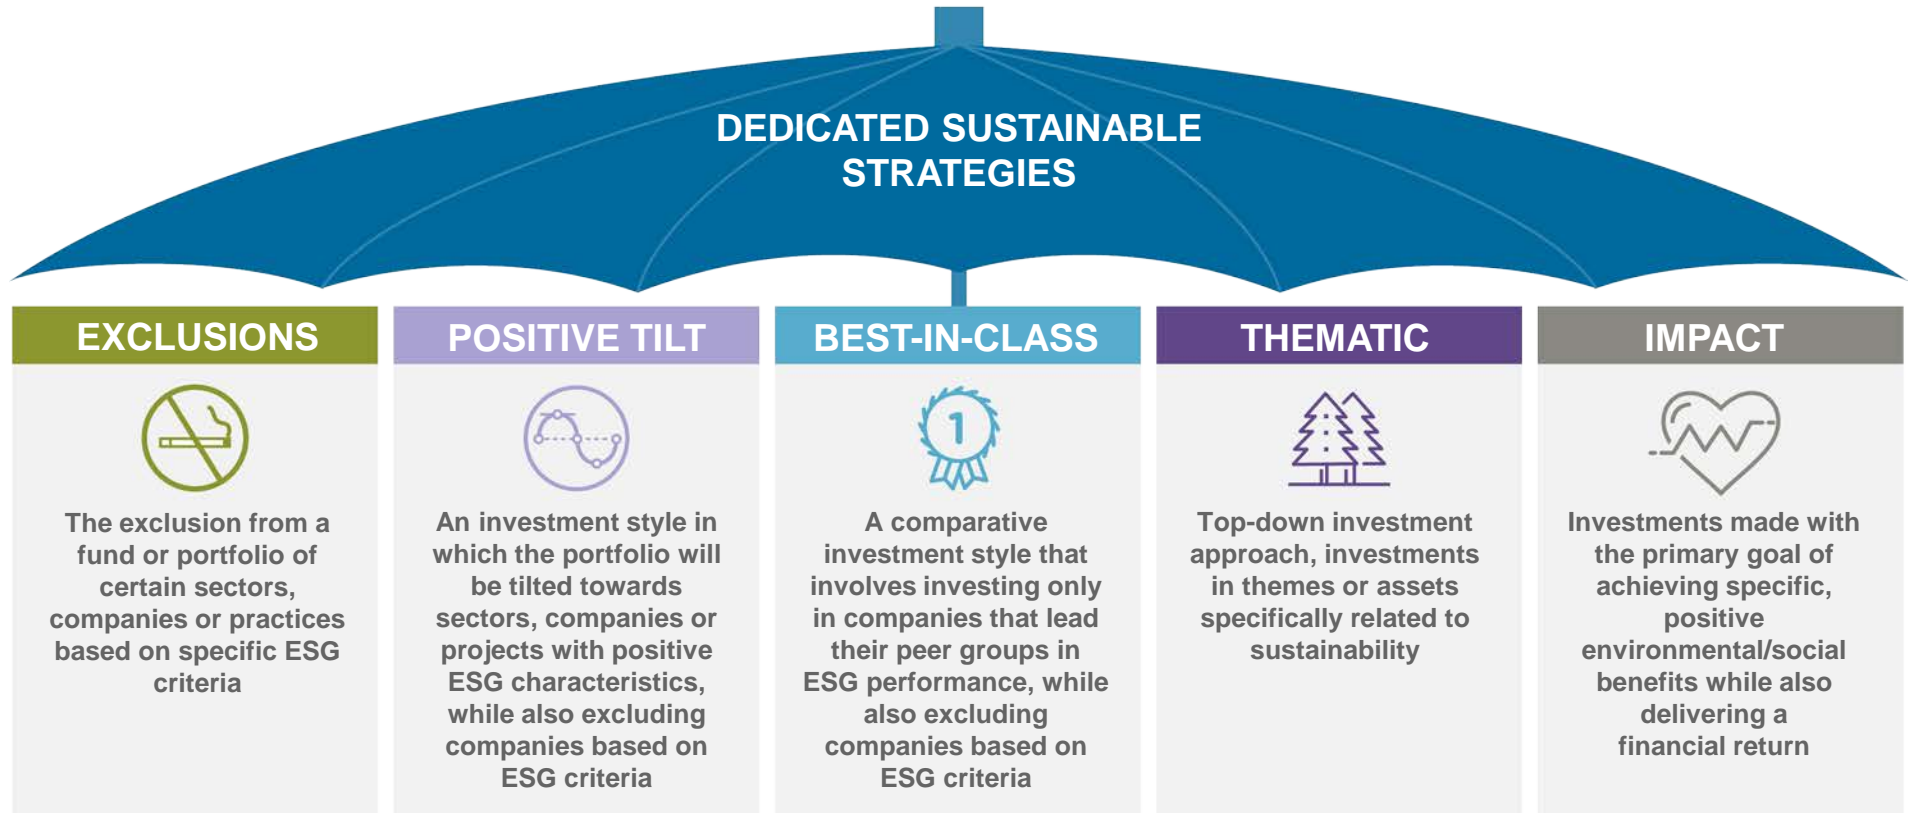 DEDICATED SUSTAINABLE
STRATEGIES
EXCLUSIONS
The exclusion from a
fund or portfolio of
certain sectors,
companies or practices
based on specific ESG
criteria
POSITIVE TILT
An investment style in
which the portfolio will
be tilted towards
sectors, companies or
projects with positive
ESG characteristics,
while also excluding
companies based on
ESG criteria
BEST-IN-CLASS
1
A comparative
investment style that
involves investing only
in companies that lead
their peer groups in
ESG performance, while
also excluding
companies based on
ESG criteria
THEMATIC
Top-down investment
approach, investments
in themes or assets
specifically related to
sustainability
IMPACT
Investments made with
the primary goal of
achieving specific,
positive
environmental/social
benefits while also
delivering a
financial return